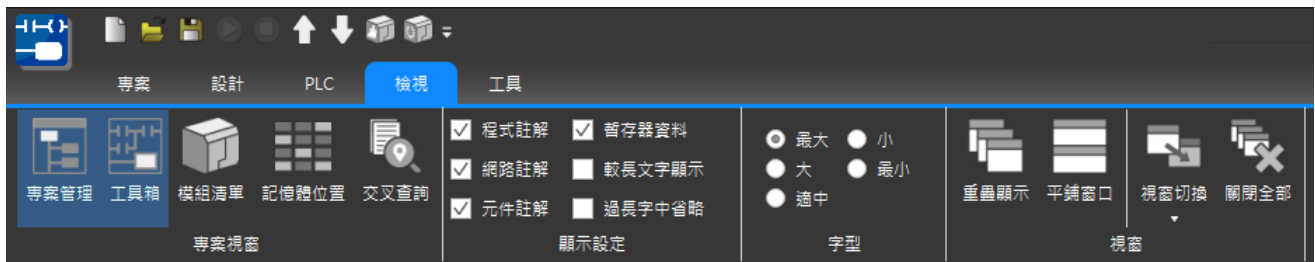 專案 設計 PLC 檢視 工具
程式註解 暫存器資料
網路註解 較長文字顯示
元件註解 過長字中省略
最大 小
大 最小
適中
專案管理 工具箱 模組清單 記憶體位置 交叉查詢
重疊顯示 平鋪窗口 視窗切換 關閉全部
專案視窗 顯示設定 字型 視窗